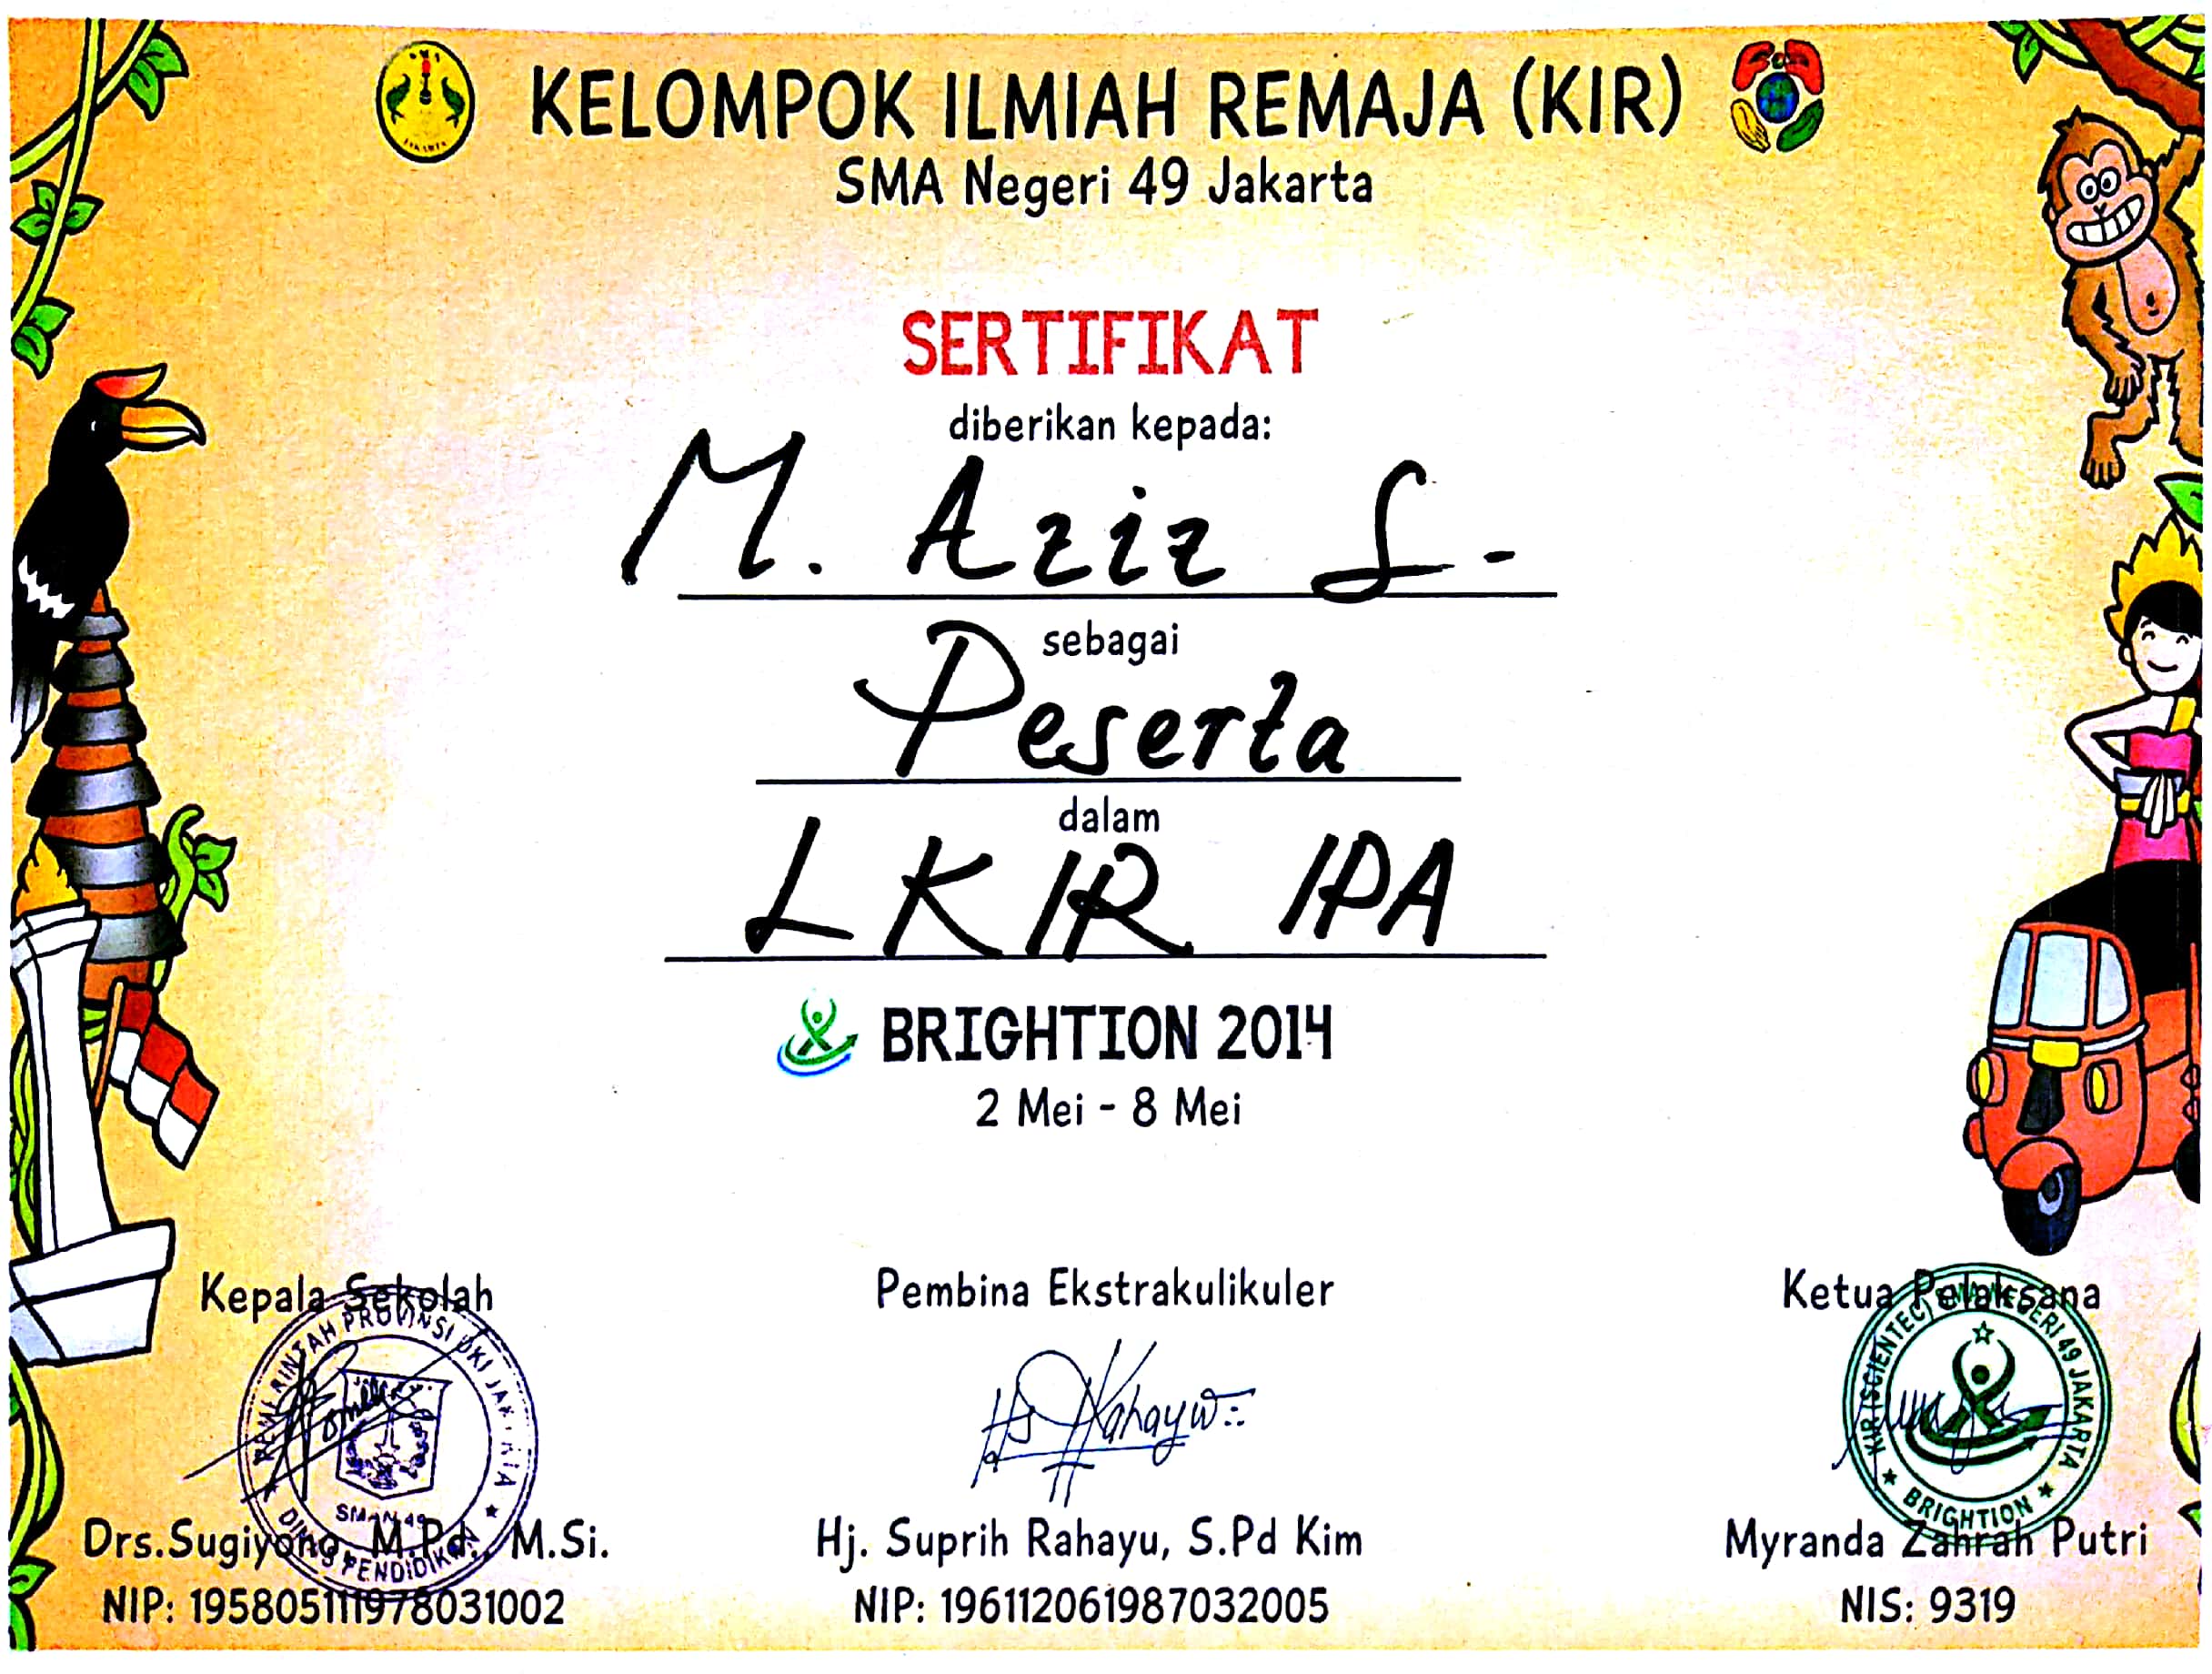 KELOMPOK ILMIAH REMAJA (KIR)
SMA Negeri 49 Jakarta
SERTIFIKAT
diberikan kepada:
M. Aziz S.
sebagai
Peserta
dalam
LKIR IPA
BRIGHTION 2014
2 Mei - 8 Mei
Kepala Sekolah
PEMERINTAH PROVINSI DKI JAKARTA
SMAN 49
DINAS PENDIDIKAN
Drs.Sugiyono, M.Pd., M.Si.
NIP: 195805111978031002
Pembina Ekstrakulikuler
Hj. Suprih Rahayu, S.Pd Kim
NIP: 196112061987032005
Ketua Pelaksana
KIR (SCIENTEC) SMA NEGERI 49 JAKARTA
BRIGHTION
Myranda Zahrah Putri
NIS: 9319